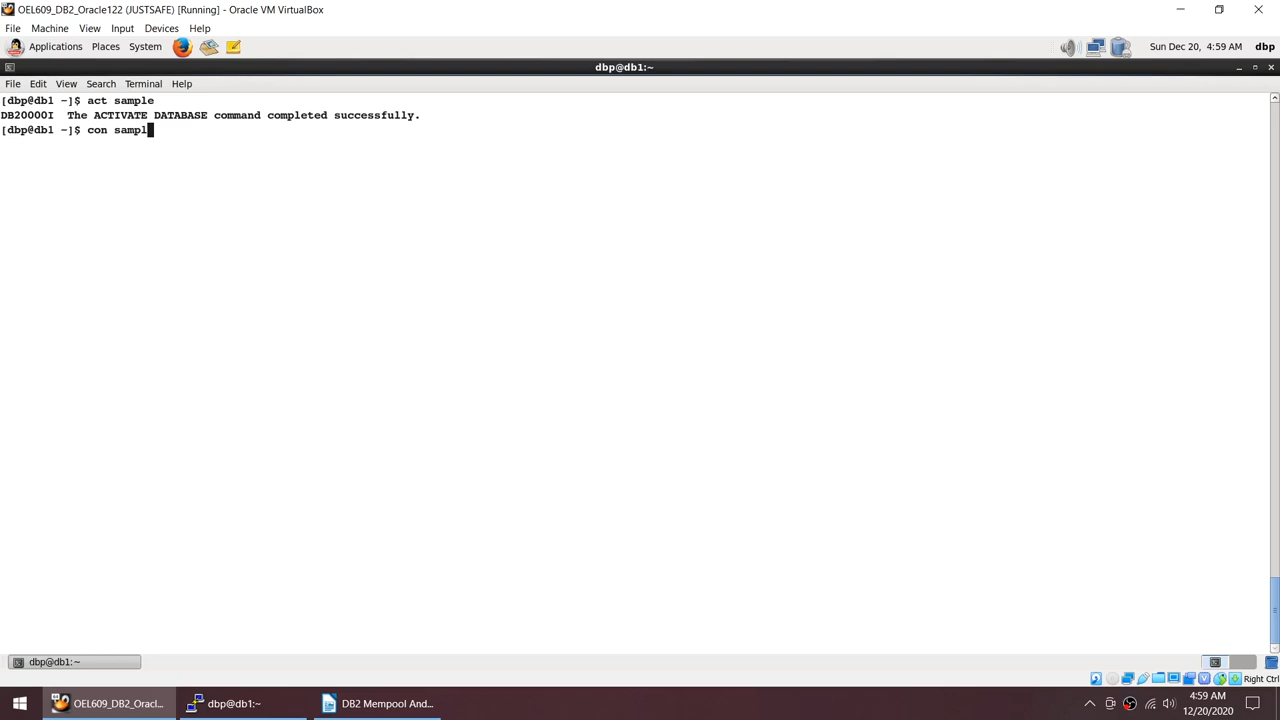 OEL609_DB2_Oracle122 (JUSTSAFE) [Running] - Oracle VM VirtualBox
File Machine View Input Devices Help
Applications Places System Sun Dec 20, 4:59 AM dbp
dbp@db1:~
File Edit View Search Terminal Help
[dbp@db1 ~]$ act sample
DB20000I  The ACTIVATE DATABASE command completed successfully.
[dbp@db1 ~]$ con sampl
dbp@db1:~
Right Ctrl
OEL609_DB2_Oracl... dbp@db1:~ DB2 Mempool And... 4:59 AM
12/20/2020